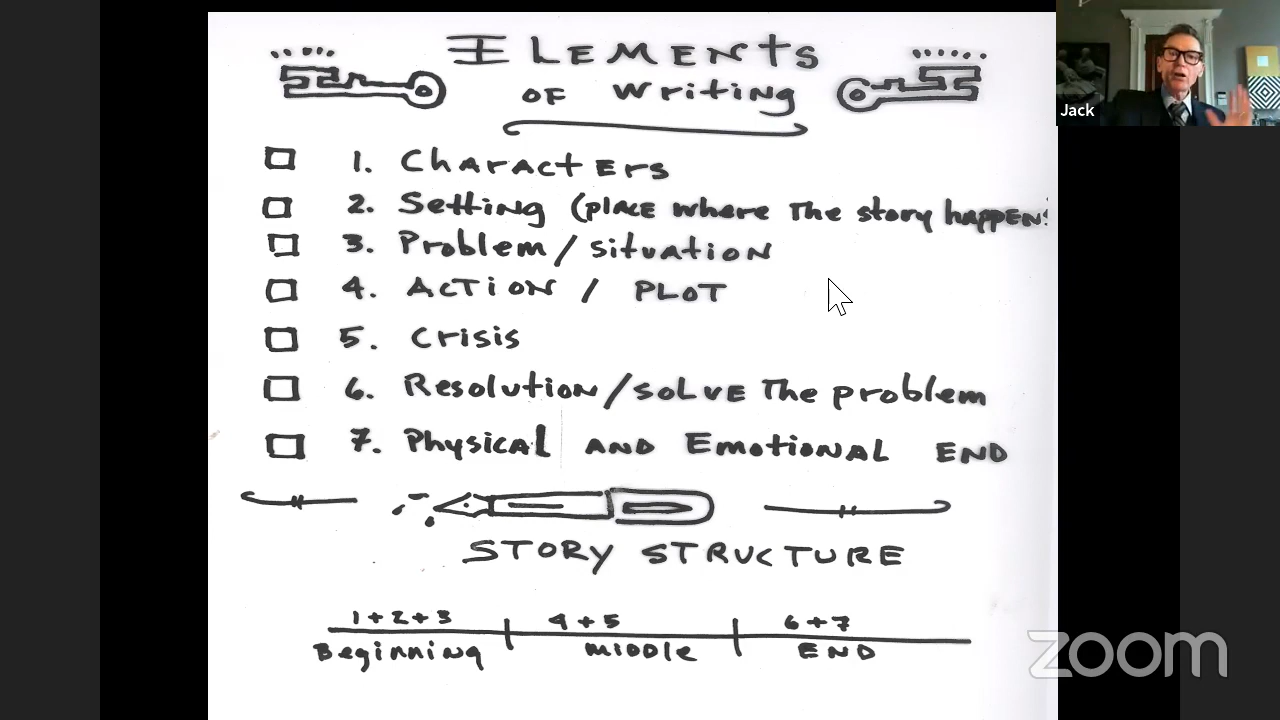 ELEMENtS
OF Writing
Jack
1. CharactErs
2. Setting (PLACE where The story happens
3. Problem / situation
4. ACTION / PLOT
5. Crisis
6. Resolution/SOLVE The problem
7. Physical AND EmotioNAL END
STORY STRUCTURE
1 + 2 + 3 4 + 5 6 + 7
Beginning MIDDLE END
zoom